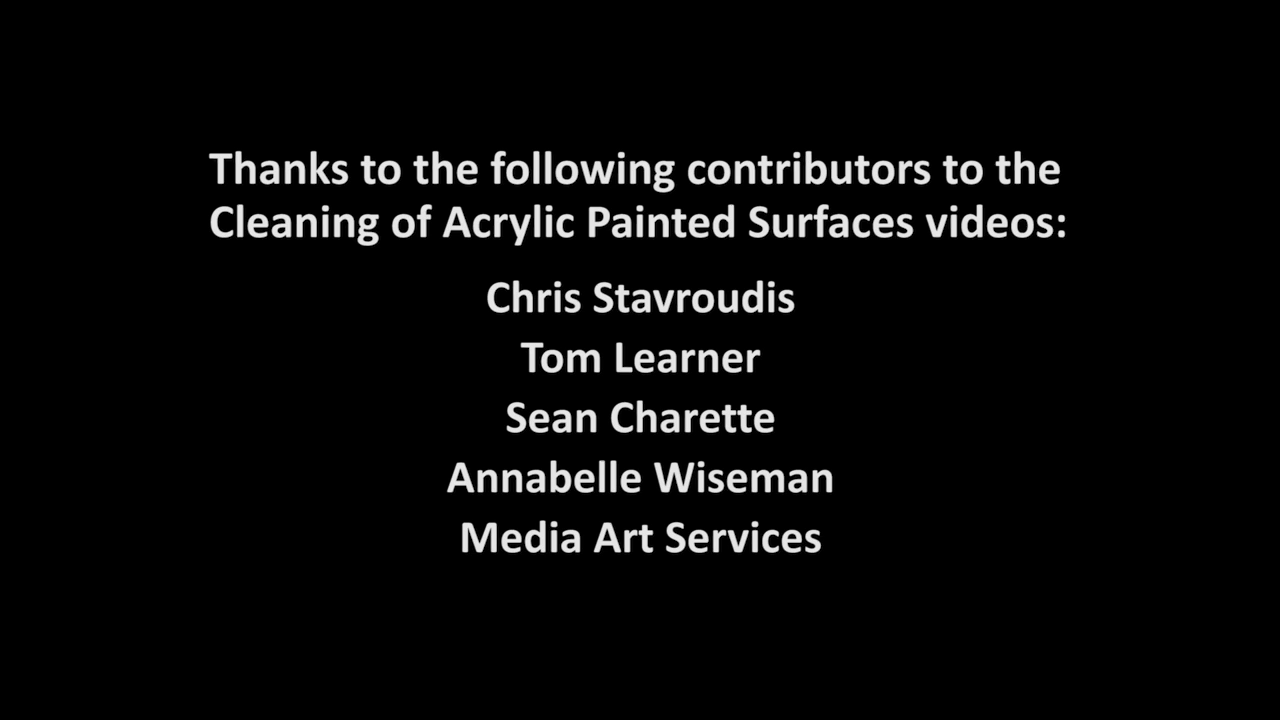 Thanks to the following contributors to the
Cleaning of Acrylic Painted Surfaces videos:
Chris Stavroudis
Tom Learner
Sean Charette
Annabelle Wiseman
Media Art Services